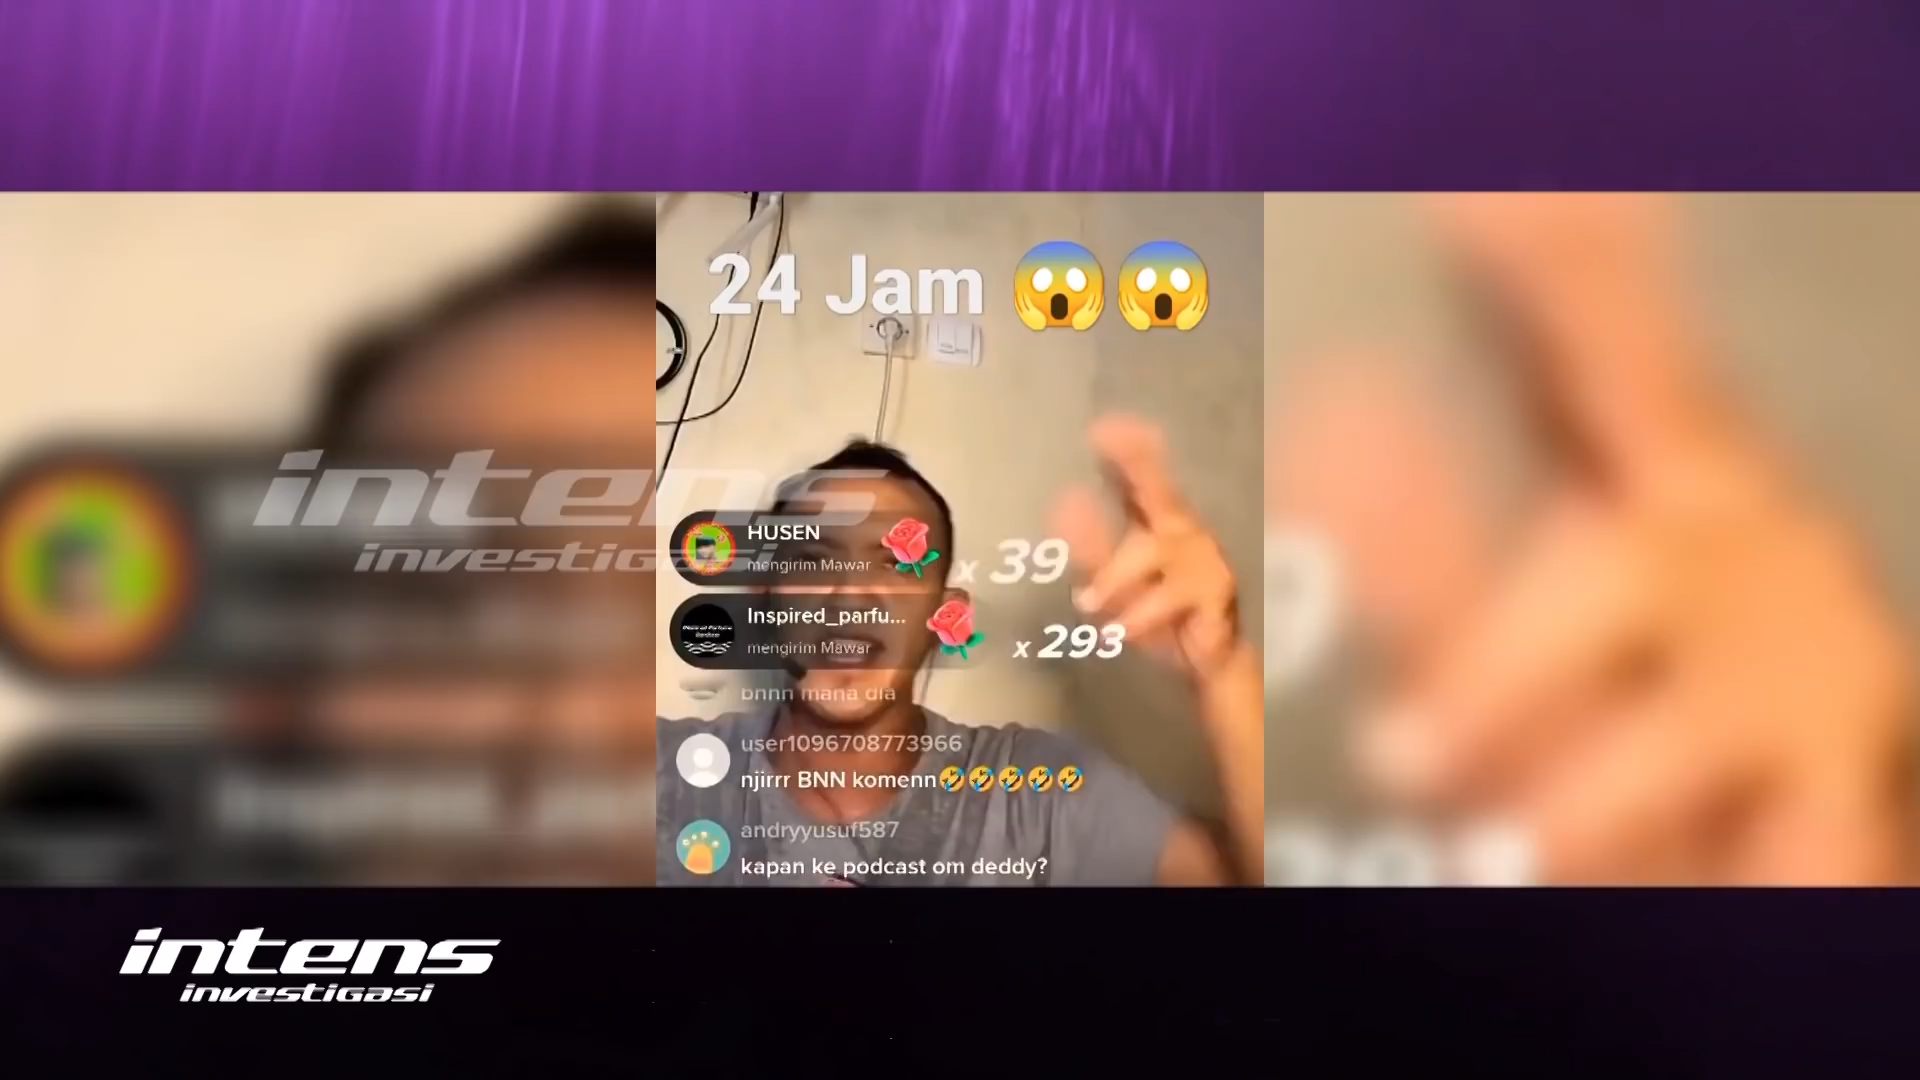 24 Jam 😱😱
intens
investigasi
HUSEN
mengirim Mawar
x 39
Inspired_parfu...
mengirim Mawar
x 293
bnnn mana dia
user1096708773966
njirrr BNN komenn🤣🤣🤣🤣🤣
andryyusuf587
kapan ke podcast om deddy?
intens
investigasi